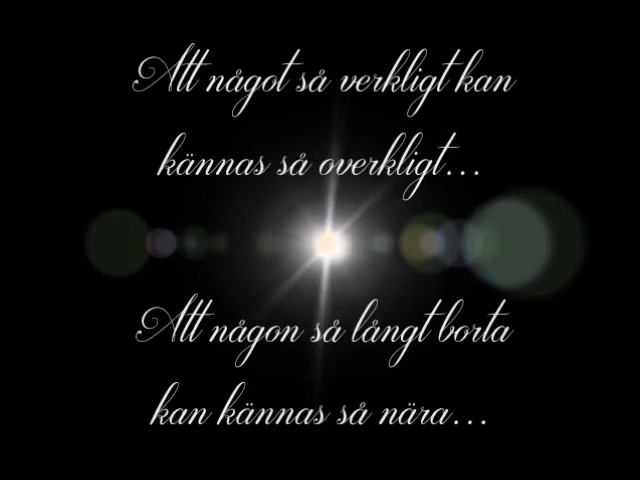 Att något så verkligt kan
kännas så overkligt...
Att någon så långt borta
kan kännas så nära...